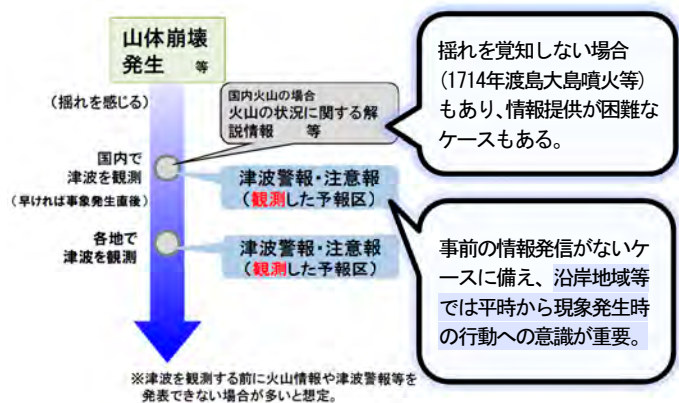 山体崩壊
発生 等
(揺れを感じる)
国内火山の場合
火山の状況に関する解
説情報 等
揺れを覚知しない場合
(1714年渡島大島噴火等)
もあり、情報提供が困難な
ケースもある。
国内で
津波を観測
(早ければ事象発生直後)
津波警報・注意報
(観測した予報区)
各地で
津波を観測
津波警報・注意報
(観測した予報区)
事前の情報発信がないケ
ースに備え、沿岸地域等
では平時から現象発生時
の行動への意識が重要。
※津波を観測する前に火山情報や津波警報等を
発表できない場合が多いと想定。